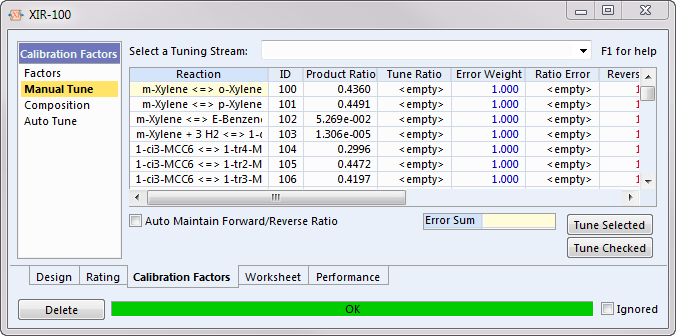 XIR-100
Calibration Factors
Factors
Manual Tune
Composition
Auto Tune
Select a Tuning Stream: F1 for help
Reaction ID Product Ratio Tune Ratio Error Weight Ratio Error Revers
m-Xylene <=> o-Xylene 100 0.4360 <empty> 1.000 <empty> 1
m-Xylene <=> p-Xylene 101 0.4491 <empty> 1.000 <empty> 1
m-Xylene <=> E-Benzene 102 5.269e-002 <empty> 1.000 <empty> 1
m-Xylene + 3 H2 <=> 1-c 103 1.306e-005 <empty> 1.000 <empty> 1
1-ci3-MCC6 <=> 1-tr4-M 104 0.2996 <empty> 1.000 <empty> 1
1-ci3-MCC6 <=> 1-tr2-M 105 0.4472 <empty> 1.000 <empty> 1
1-ci3-MCC6 <=> 1-tr3-M 106 0.4197 <empty> 1.000 <empty> 1
Auto Maintain Forward/Reverse Ratio Error Sum Tune Selected
Tune Checked
Design Rating Calibration Factors Worksheet Performance
Delete OK Ignored